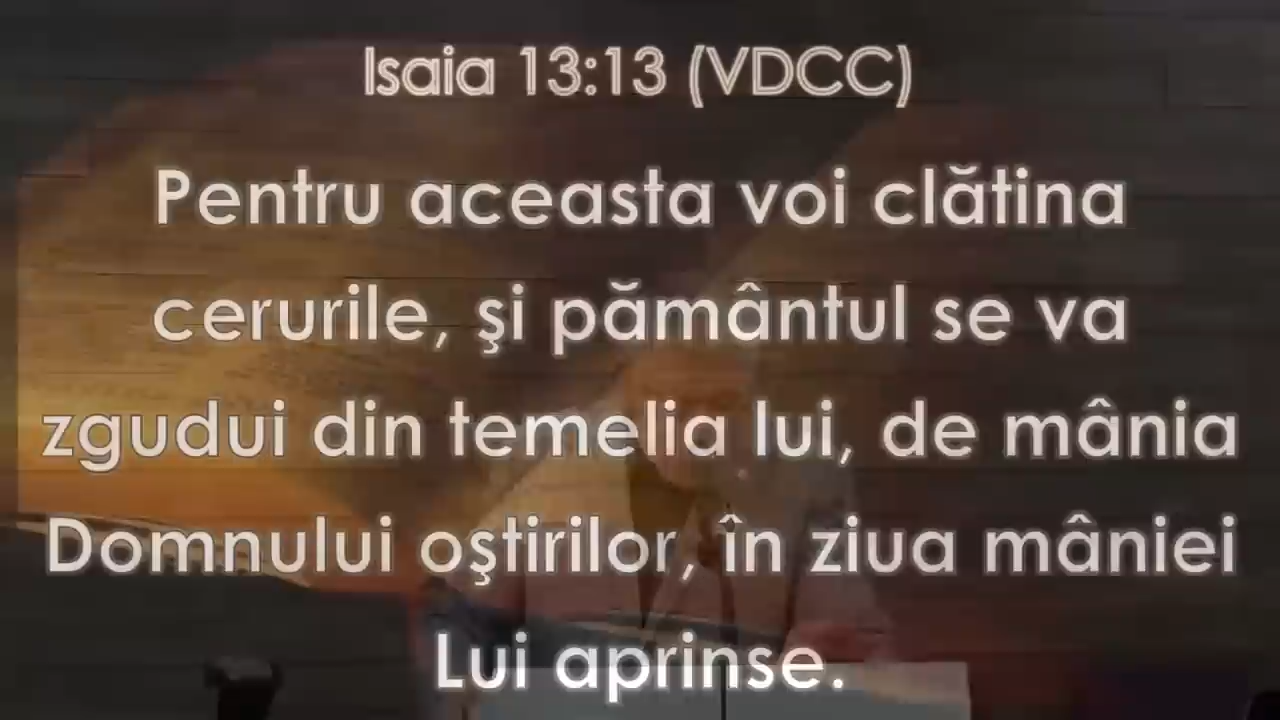 Isaia 13:13 (VDCC)
Pentru aceasta voi clătina
cerurile, şi pământul se va
zgudui din temelia lui, de mânia
Domnului oştirilor, în ziua mâniei
Lui aprinse.